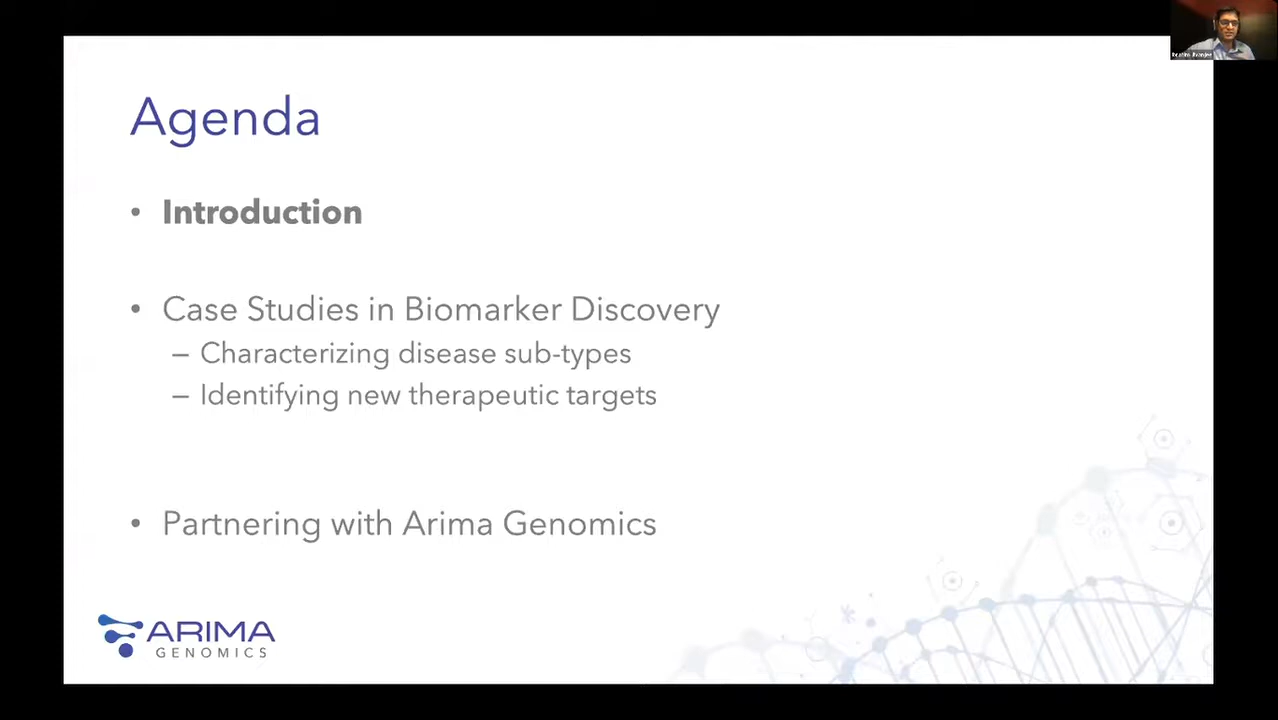 Agenda
• Introduction
• Case Studies in Biomarker Discovery
– Characterizing disease sub-types
– Identifying new therapeutic targets
• Partnering with Arima Genomics
ARIMA
GENOMICS